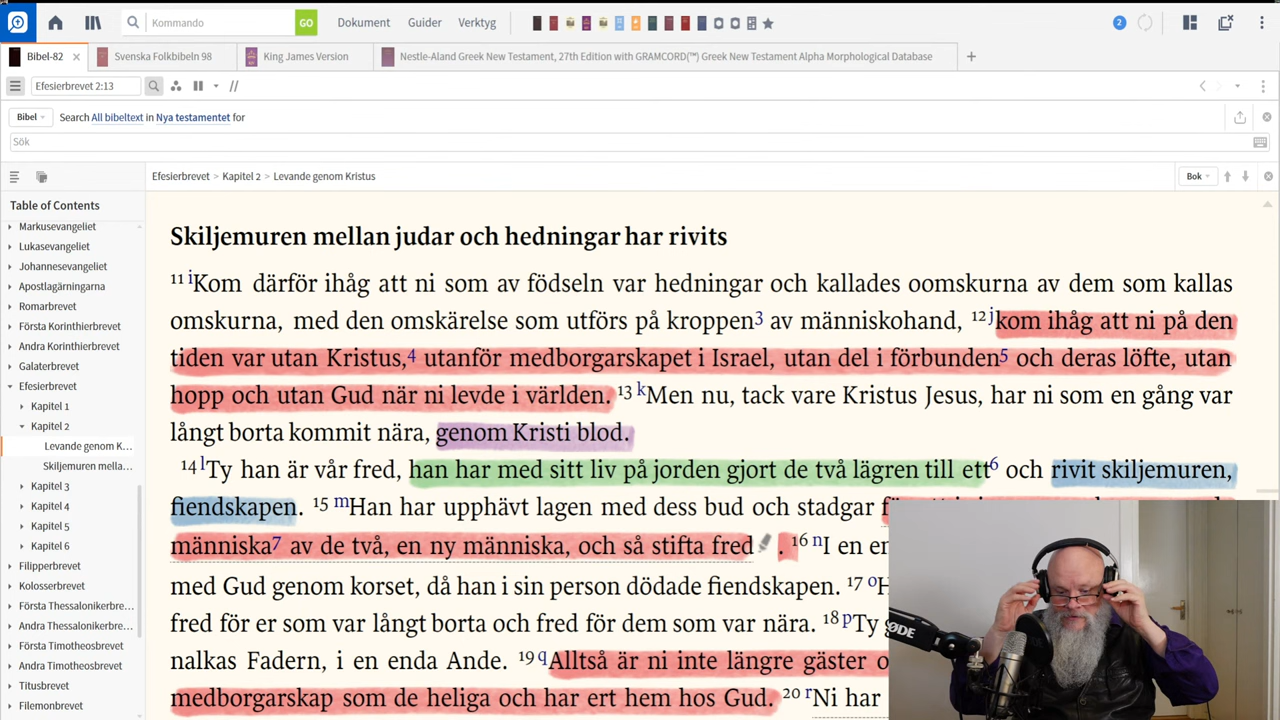 Kommando
GO
Dokument Guider Verktyg
2
Bibel-82
Svenska Folkbibeln 98
King James Version
Nestle-Aland Greek New Testament, 27th Edition with GRAMCORD(™) Greek New Testament Alpha Morphological Database
Efesierbrevet 2:13
Bibel Search All bibeltext in Nya testamentet for
Sök
Efesierbrevet > Kapitel 2 > Levande genom Kristus
Bok
Table of Contents
Markusevangeliet
Lukasevangeliet
Johannesevangeliet
Apostlagärningarna
Romarbrevet
Första Korinthierbrevet
Andra Korinthierbrevet
Galaterbrevet
Efesierbrevet
Kapitel 1
Kapitel 2
Levande genom K...
Skiljemuren mella...
Kapitel 3
Kapitel 4
Kapitel 5
Kapitel 6
Filipperbrevet
Kolosserbrevet
Första Thessalonikerbre...
Andra Thessalonikerbre...
Första Timotheosbrevet
Andra Timotheosbrevet
Titusbrevet
Filemonbrevet
Skiljemuren mellan judar och hedningar har rivits
11 i Kom därför ihåg att ni som av födseln var hedningar och kallades oomskurna av dem som kallas
omskurna, med den omskärelse som utförs på kroppen3 av människohand, 12 j kom ihåg att ni på den
tiden var utan Kristus,4 utanför medborgarskapet i Israel, utan del i förbunden5 och deras löfte, utan
hopp och utan Gud när ni levde i världen. 13 k Men nu, tack vare Kristus Jesus, har ni som en gång var
långt borta kommit nära, genom Kristi blod.
14 l Ty han är vår fred, han har med sitt liv på jorden gjort de två lägren till ett6 och rivit skiljemuren,
fiendskapen. 15 m Han har upphävt lagen med dess bud och stadgar
människa7 av de två, en ny människa, och så stifta fred . 16 n I en
med Gud genom korset, då han i sin person dödade fiendskapen. 17 o
fred för er som var långt borta och fred för dem som var nära. 18 p Ty
nalkas Fadern, i en enda Ande. 19 q Alltså är ni inte längre gäster
medborgarskap som de heliga och har ert hem hos Gud. 20 r Ni har
RØDE